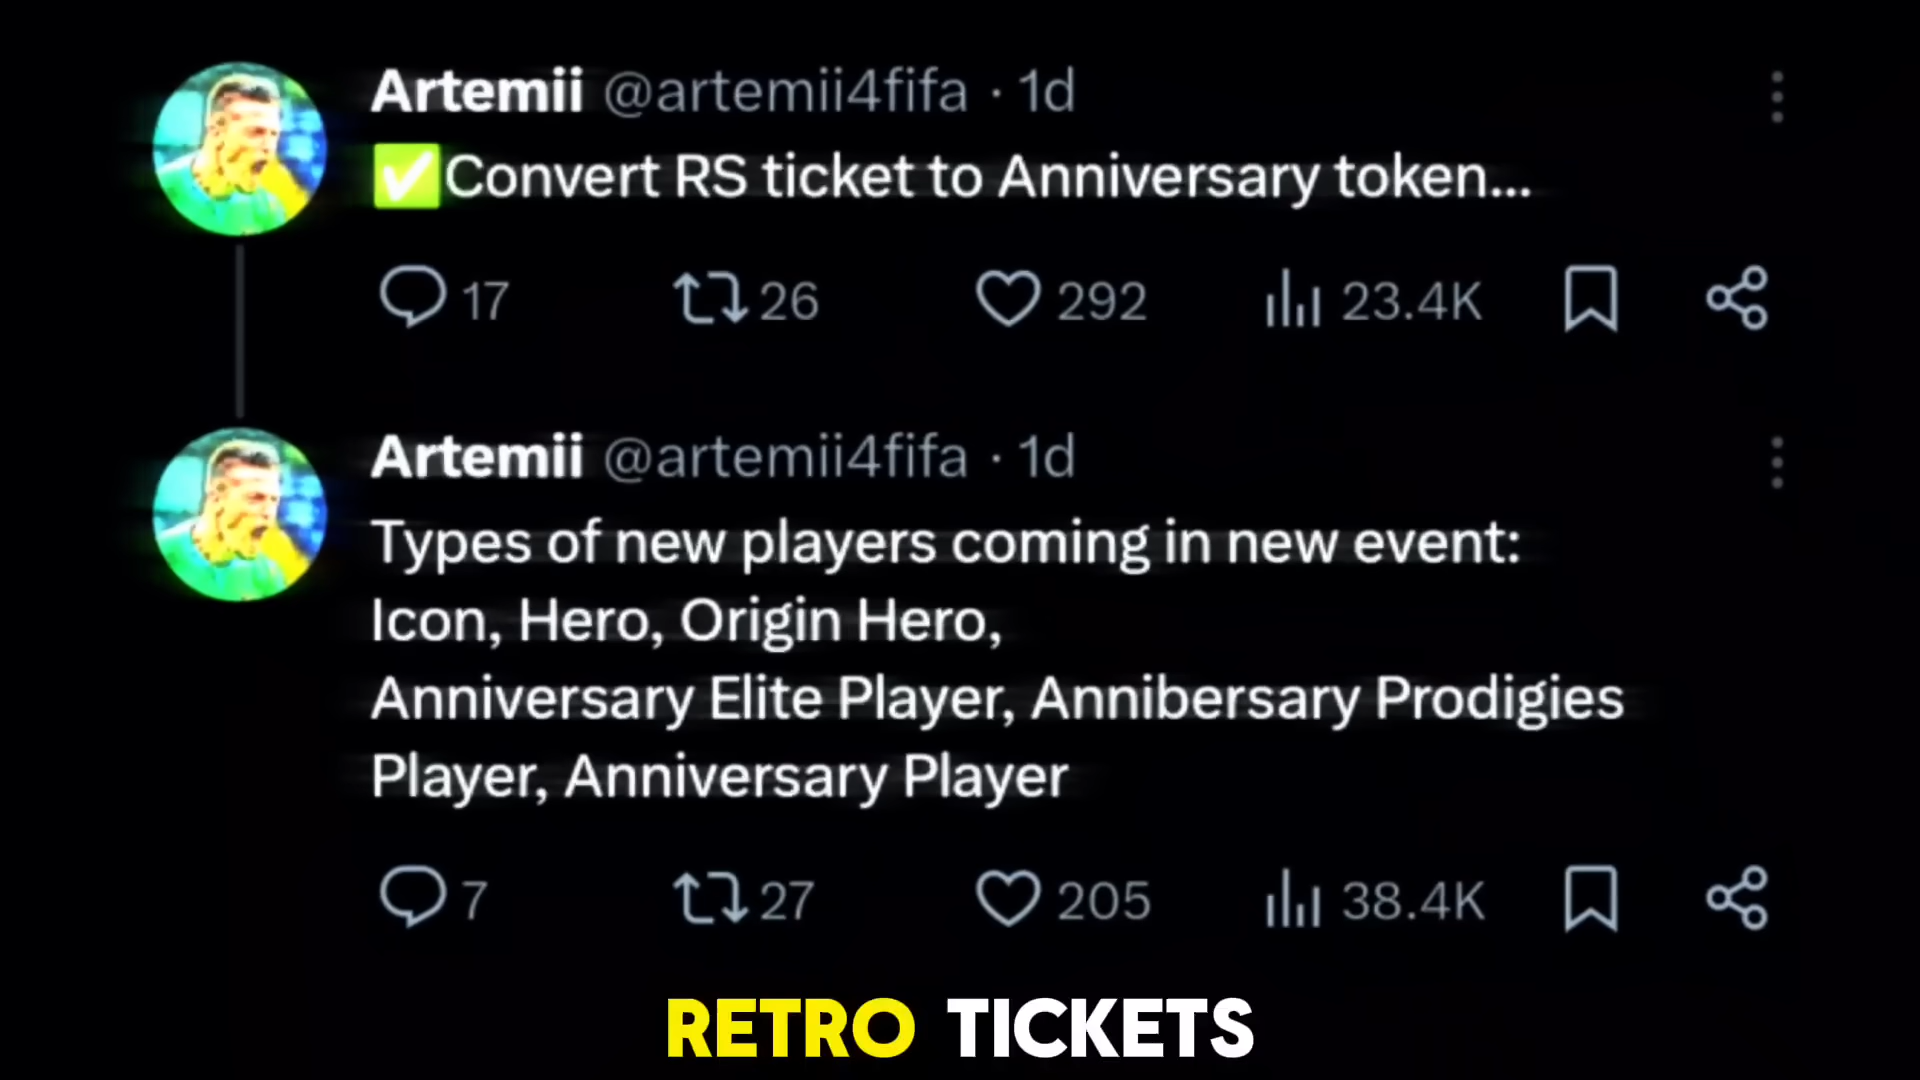 Artemii @artemii4fifa · 1d
✅Convert RS ticket to Anniversary token...
17 26 292 23.4K
Artemii @artemii4fifa · 1d
Types of new players coming in new event:
Icon, Hero, Origin Hero,
Anniversary Elite Player, Annibersary Prodigies
Player, Anniversary Player
7 27 205 38.4K
RETRO TICKETS